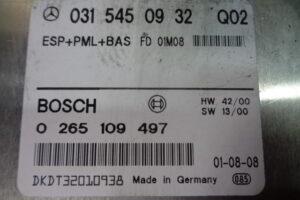 031 545 09 32 Q02
ESP+PML+BAS FD 01M08
BOSCH
HW 42/00
SW 13/00
0 265 109 497
01-08-08
DKDT32010938 Made in Germany 085